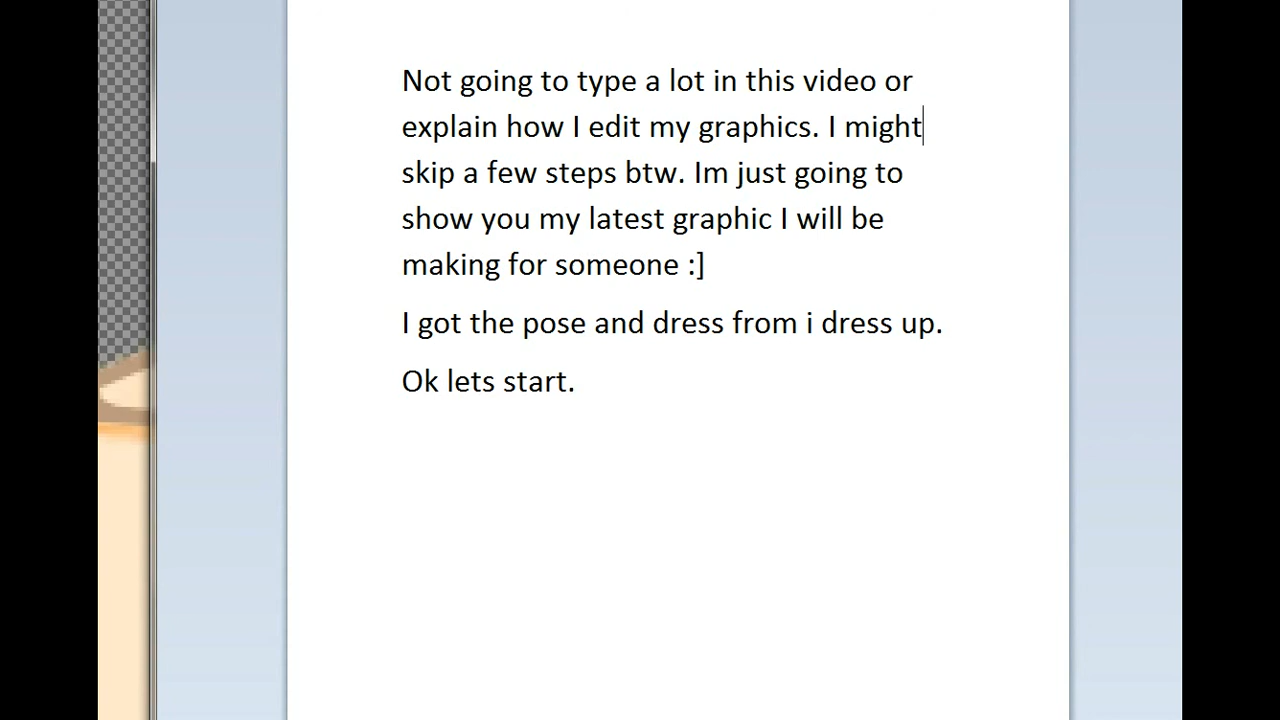 Not going to type a lot in this video or
explain how I edit my graphics. I might
skip a few steps btw. Im just going to
show you my latest graphic I will be
making for someone :]
I got the pose and dress from i dress up.
Ok lets start.